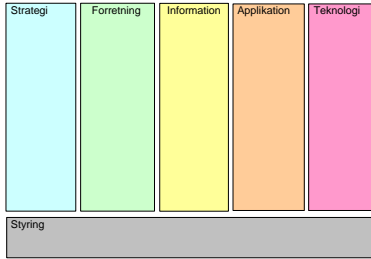 Strategi
Forretning
Information
Applikation
Teknologi
Styring